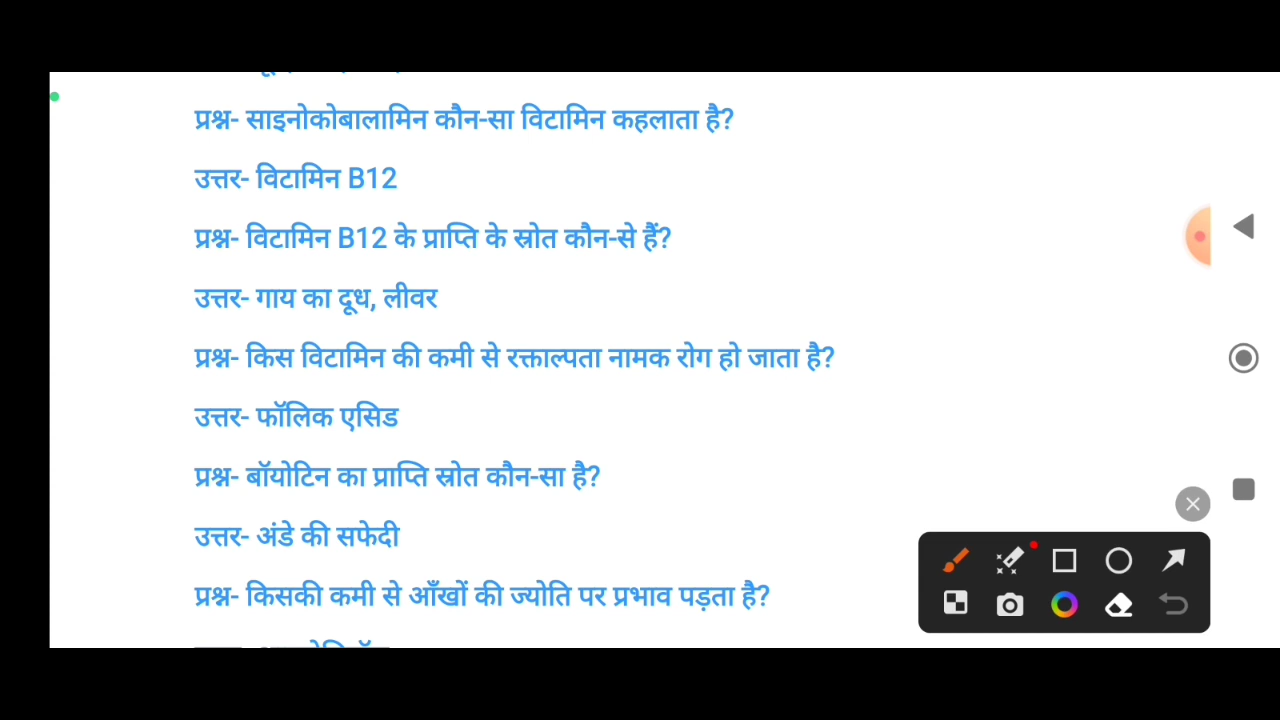 प्रश्न- साइनोकोबालामिन कौन-सा विटामिन कहलाता है?
उत्तर- विटामिन B12
प्रश्न- विटामिन B12 के प्राप्ति के स्रोत कौन-से हैं?
उत्तर- गाय का दूध, लीवर
प्रश्न- किस विटामिन की कमी से रक्ताल्पता नामक रोग हो जाता है?
उत्तर- फॉलिक एसिड
प्रश्न- बॉयोटिन का प्राप्ति स्रोत कौन-सा है?
उत्तर- अंडे की सफेदी
प्रश्न- किसकी कमी से आँखों की ज्योति पर प्रभाव पड़ता है?